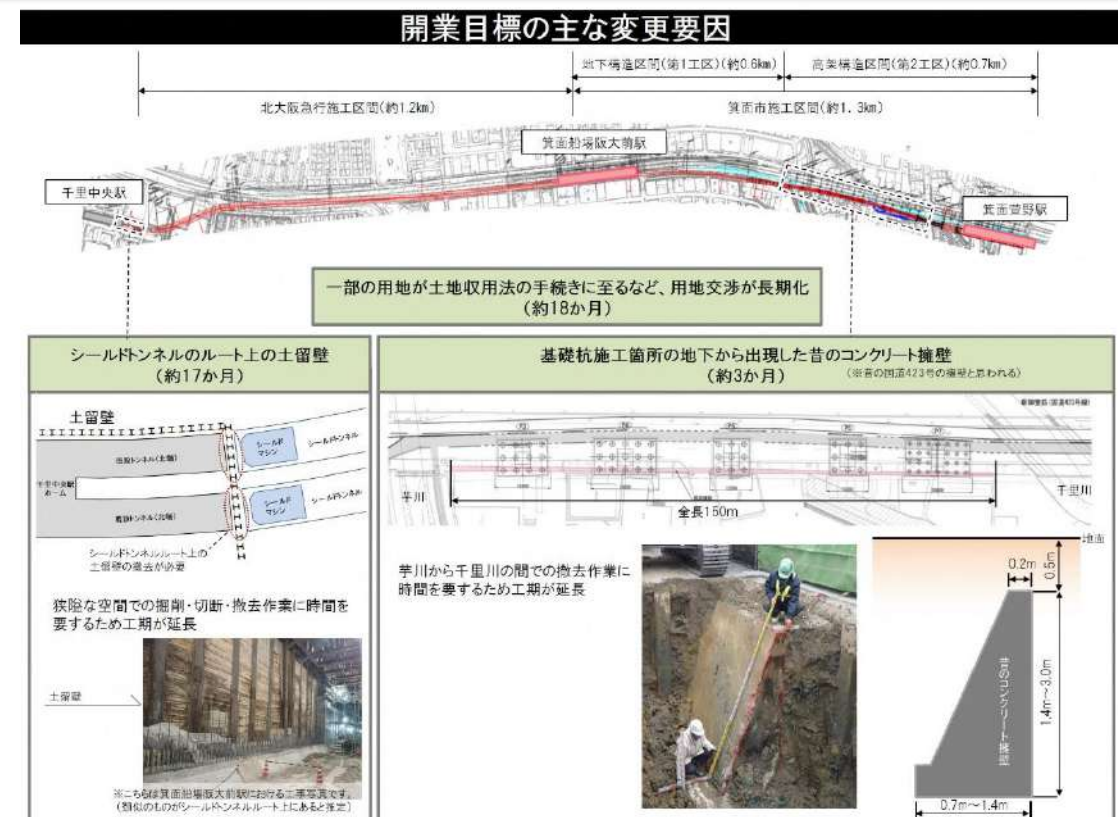 開業目標の主な変更要因
地下構造区間(第1工区)(約0.6km)
高架構造区間(第2工区)(約0.7km)
北大阪急行施工区間(約1.2km)
箕面市施工区間(約1.3km)
千里中央駅
箕面船場阪大前駅
箕面萱野駅
一部の用地が土地収用法の手続きに至るなど、用地交渉が長期化
(約18か月)
シールドトンネルのルート上の土留壁
(約17か月)
土留壁
シールド
マシン
シールドトンネル
千里中央駅
ホーム
シールド
マシン
シールドトンネル
シールドトンネルルート上の
土留壁の撤去が必要
狭隘な空間での掘削・切断・撤去作業に時間を
要するため工期が延長
土留壁
※こちらは箕面船場阪大前駅における工事写真です。
(類似のものがシールドトンネルルート上にあると推定)
基礎杭施工箇所の地下から出現した昔のコンクリート擁壁
(約3か月)
(※昔の国道423号の擁壁と思われる)
芋川
千里川
全長150m
芋川から千里川の間での撤去作業に
時間を要するため工期が延長
地面
0.2m
0.5m
昔のコンクリート擁壁
1.4m～3.0m
0.7m～1.4m